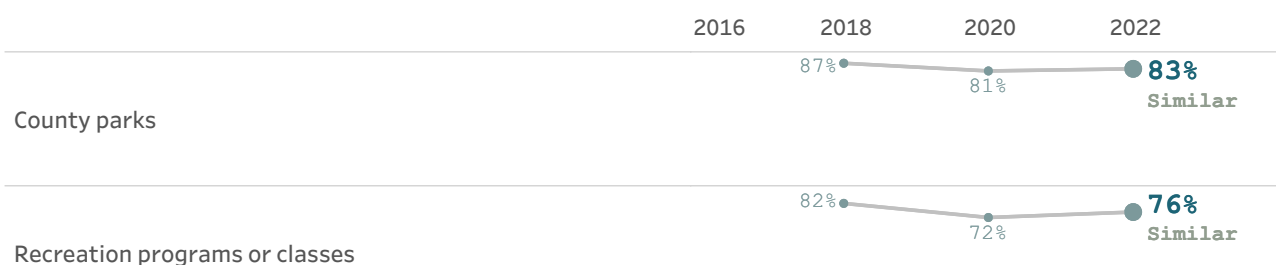 2016 2018 2020 2022
87% 81% 83%
Similar
County parks
82% 72% 76%
Similar
Recreation programs or classes